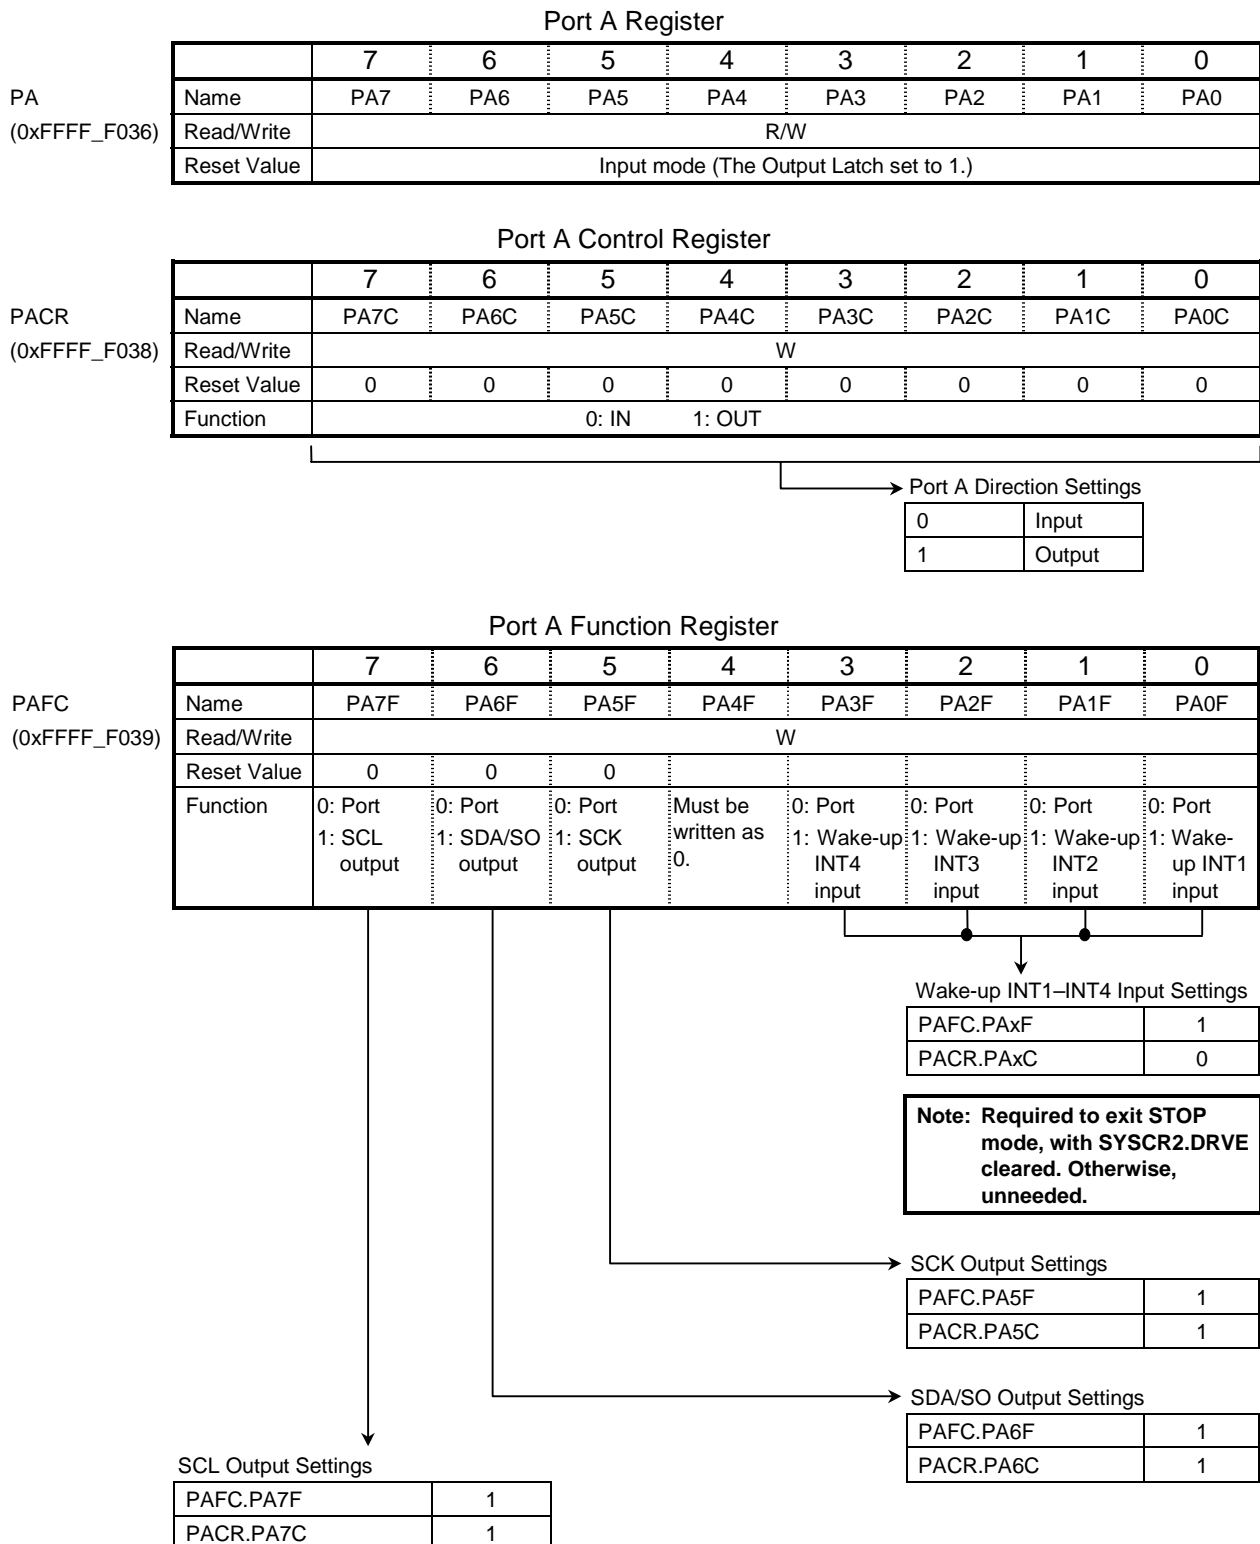 Port A Register
7 6 5 4 3 2 1 0
PA Name PA7 PA6 PA5 PA4 PA3 PA2 PA1 PA0
(0xFFFF_F036) Read/Write R/W
Reset Value Input mode (The Output Latch set to 1.)
Port A Control Register
7 6 5 4 3 2 1 0
PACR Name PA7C PA6C PA5C PA4C PA3C PA2C PA1C PA0C
(0xFFFF_F038) Read/Write W
Reset Value 0 0 0 0 0 0 0 0
Function 0: IN 1: OUT
Port A Direction Settings
0 Input
1 Output
Port A Function Register
7 6 5 4 3 2 1 0
PAFC Name PA7F PA6F PA5F PA4F PA3F PA2F PA1F PA0F
(0xFFFF_F039) Read/Write W
Reset Value 0 0 0
Function 0: Port 0: Port 0: Port Must be 0: Port 0: Port 0: Port 0: Port
1: SCL 1: SDA/SO 1: SCK written as 1: Wake-up 1: Wake-up 1: Wake-up 1: Wake-
output output output 0. INT4 INT3 INT2 up INT1
input input input input
Wake-up INT1–INT4 Input Settings
PAFC.PAxF 1
PACR.PAxC 0
Note: Required to exit STOP
mode, with SYSCR2.DRVE
cleared. Otherwise,
unneeded.
SCK Output Settings
PAFC.PA5F 1
PACR.PA5C 1
SDA/SO Output Settings
PAFC.PA6F 1
PACR.PA6C 1
SCL Output Settings
PAFC.PA7F 1
PACR.PA7C 1